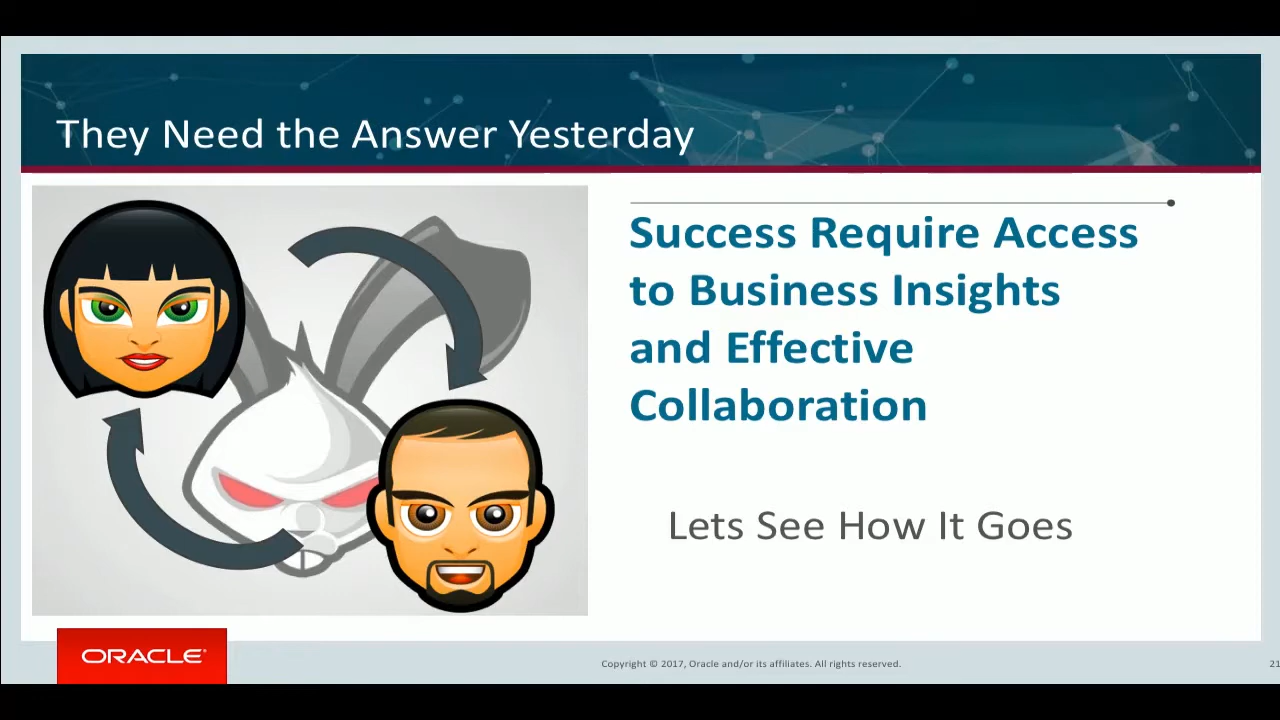 They Need the Answer Yesterday
Success Require Access
to Business Insights
and Effective
Collaboration
Lets See How It Goes
ORACLE®
Copyright © 2017, Oracle and/or its affiliates. All rights reserved.
21